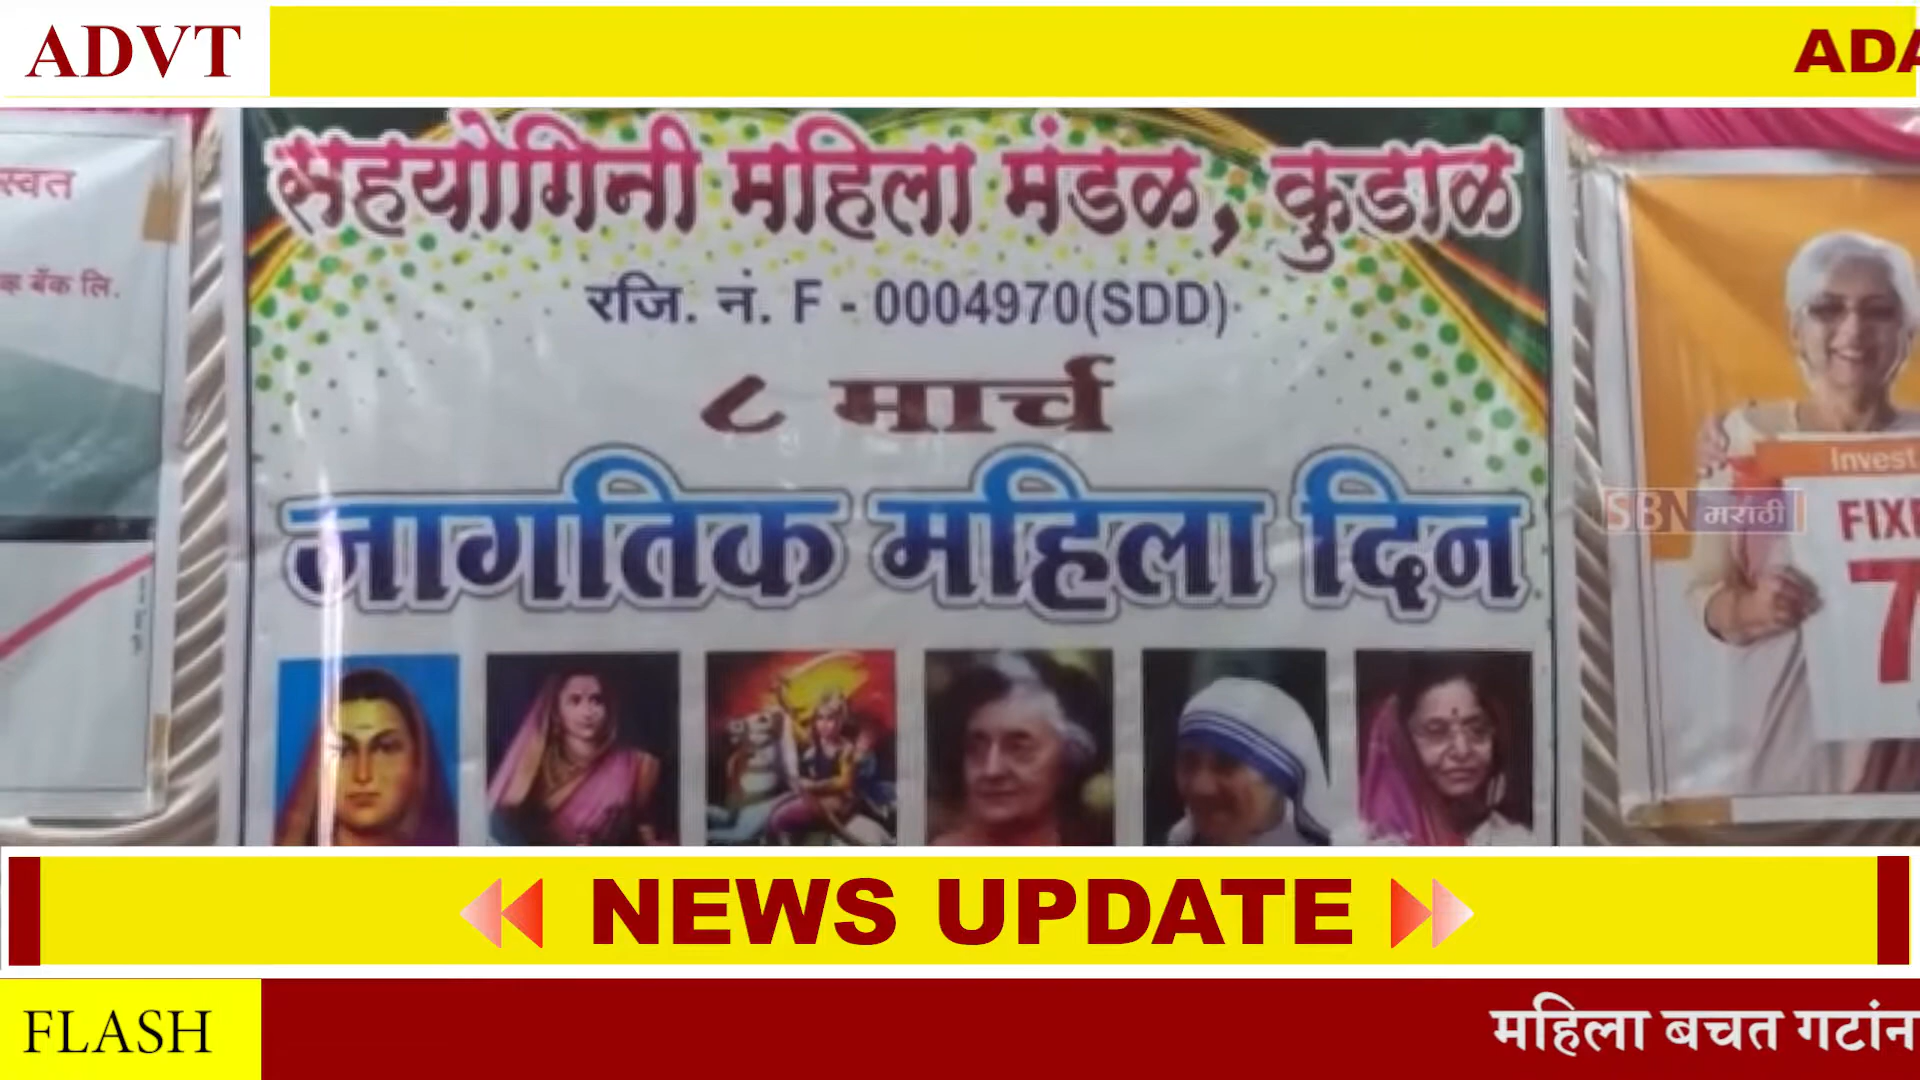 ADVT
ADA
सहयोगिनी महिला मंडळ, कुडाळ
रजि. नं. F - 0004970(SDD)
८ मार्च
जागतिक महिला दिन
स्वत
बँक लि.
Invest
SBN मराठी
FIX
7
NEWS UPDATE
FLASH
महिला बचत गटांन